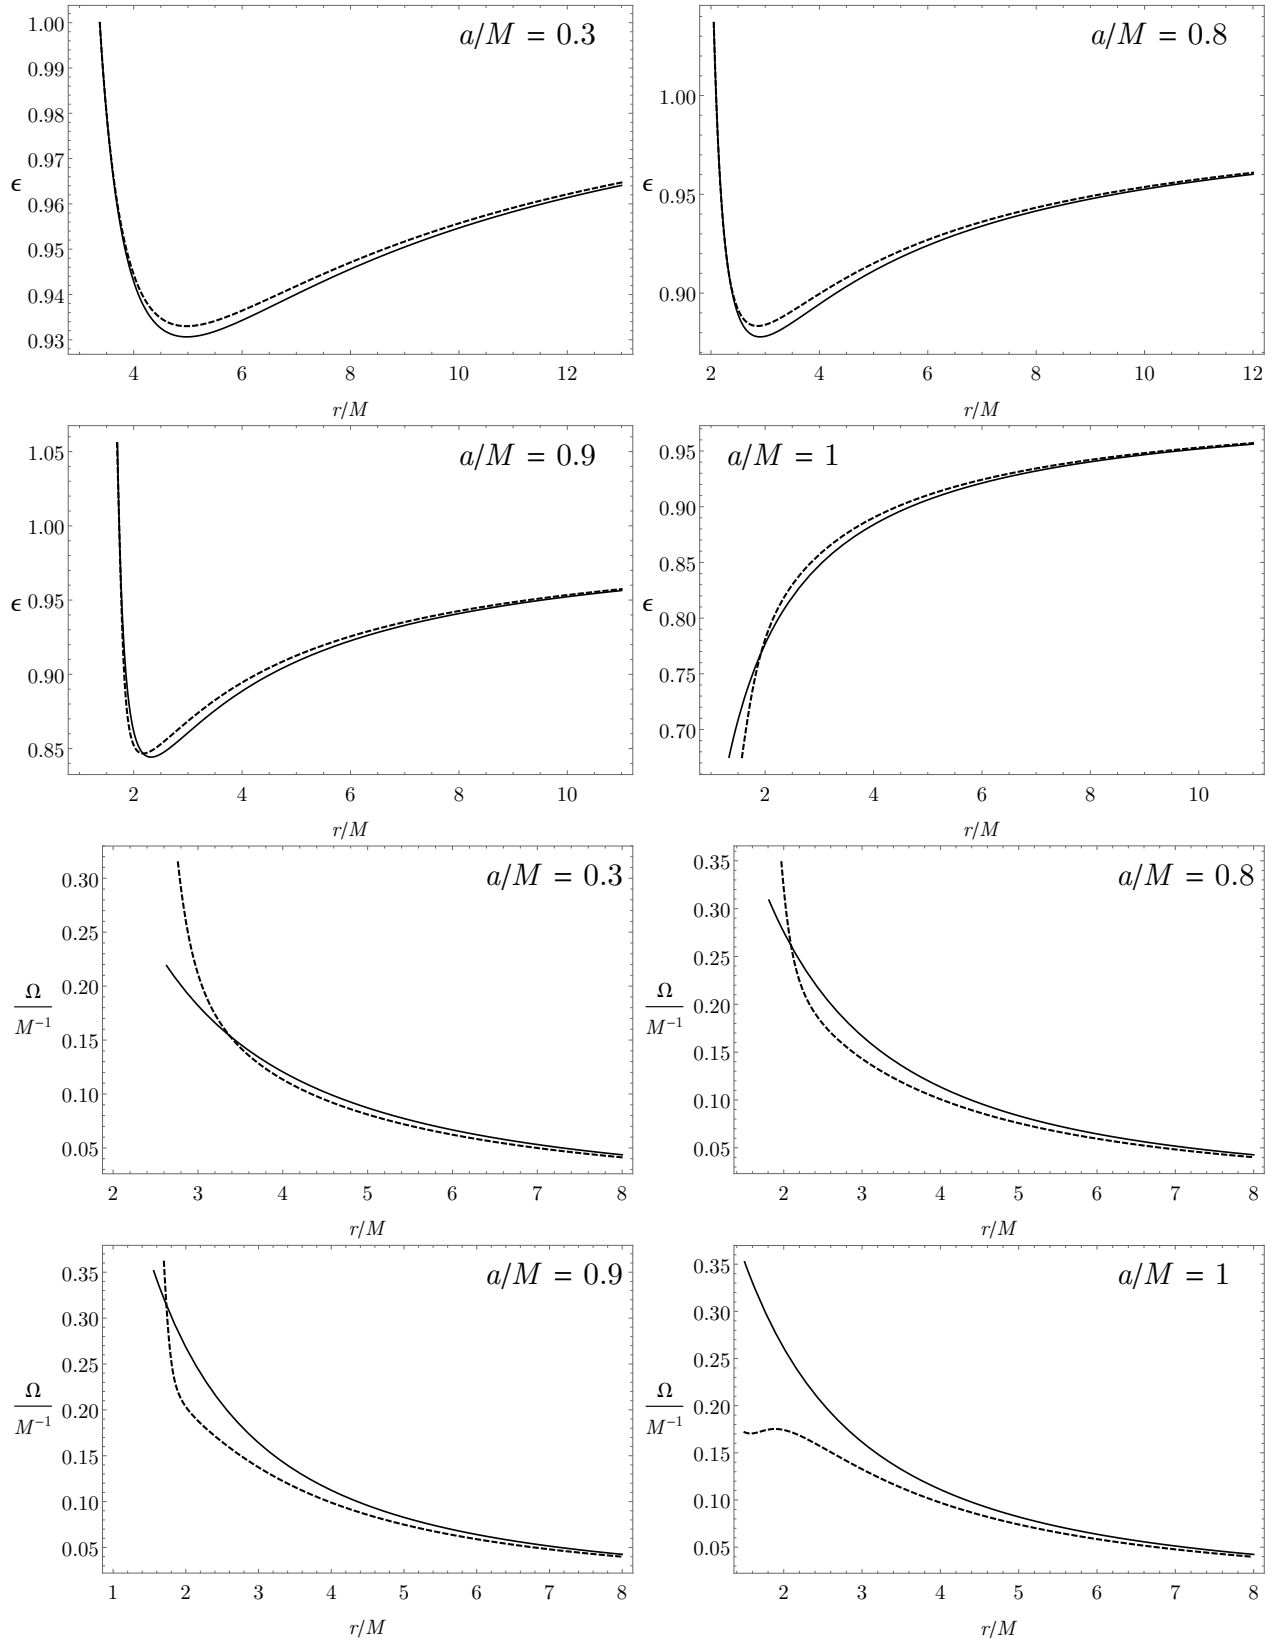 a/M = 0.3
1.00
0.99
0.98
0.97
0.96
0.95
0.94
0.93
ϵ
4 6 8 10 12
r/M
a/M = 0.8
1.00
0.95
0.90
ϵ
2 4 6 8 10 12
r/M
a/M = 0.9
1.05
1.00
0.95
0.90
0.85
ϵ
2 4 6 8 10
r/M
a/M = 1
0.95
0.90
0.85
0.80
0.75
0.70
ϵ
2 4 6 8 10
r/M
a/M = 0.3
0.30
0.25
0.20
0.15
0.10
0.05
Ω
M⁻¹
2 3 4 5 6 7 8
r/M
a/M = 0.8
0.35
0.30
0.25
0.20
0.15
0.10
0.05
Ω
M⁻¹
2 3 4 5 6 7 8
r/M
a/M = 0.9
0.35
0.30
0.25
0.20
0.15
0.10
0.05
Ω
M⁻¹
1 2 3 4 5 6 7 8
r/M
a/M = 1
0.35
0.30
0.25
0.20
0.15
0.10
0.05
Ω
M⁻¹
2 3 4 5 6 7 8
r/M